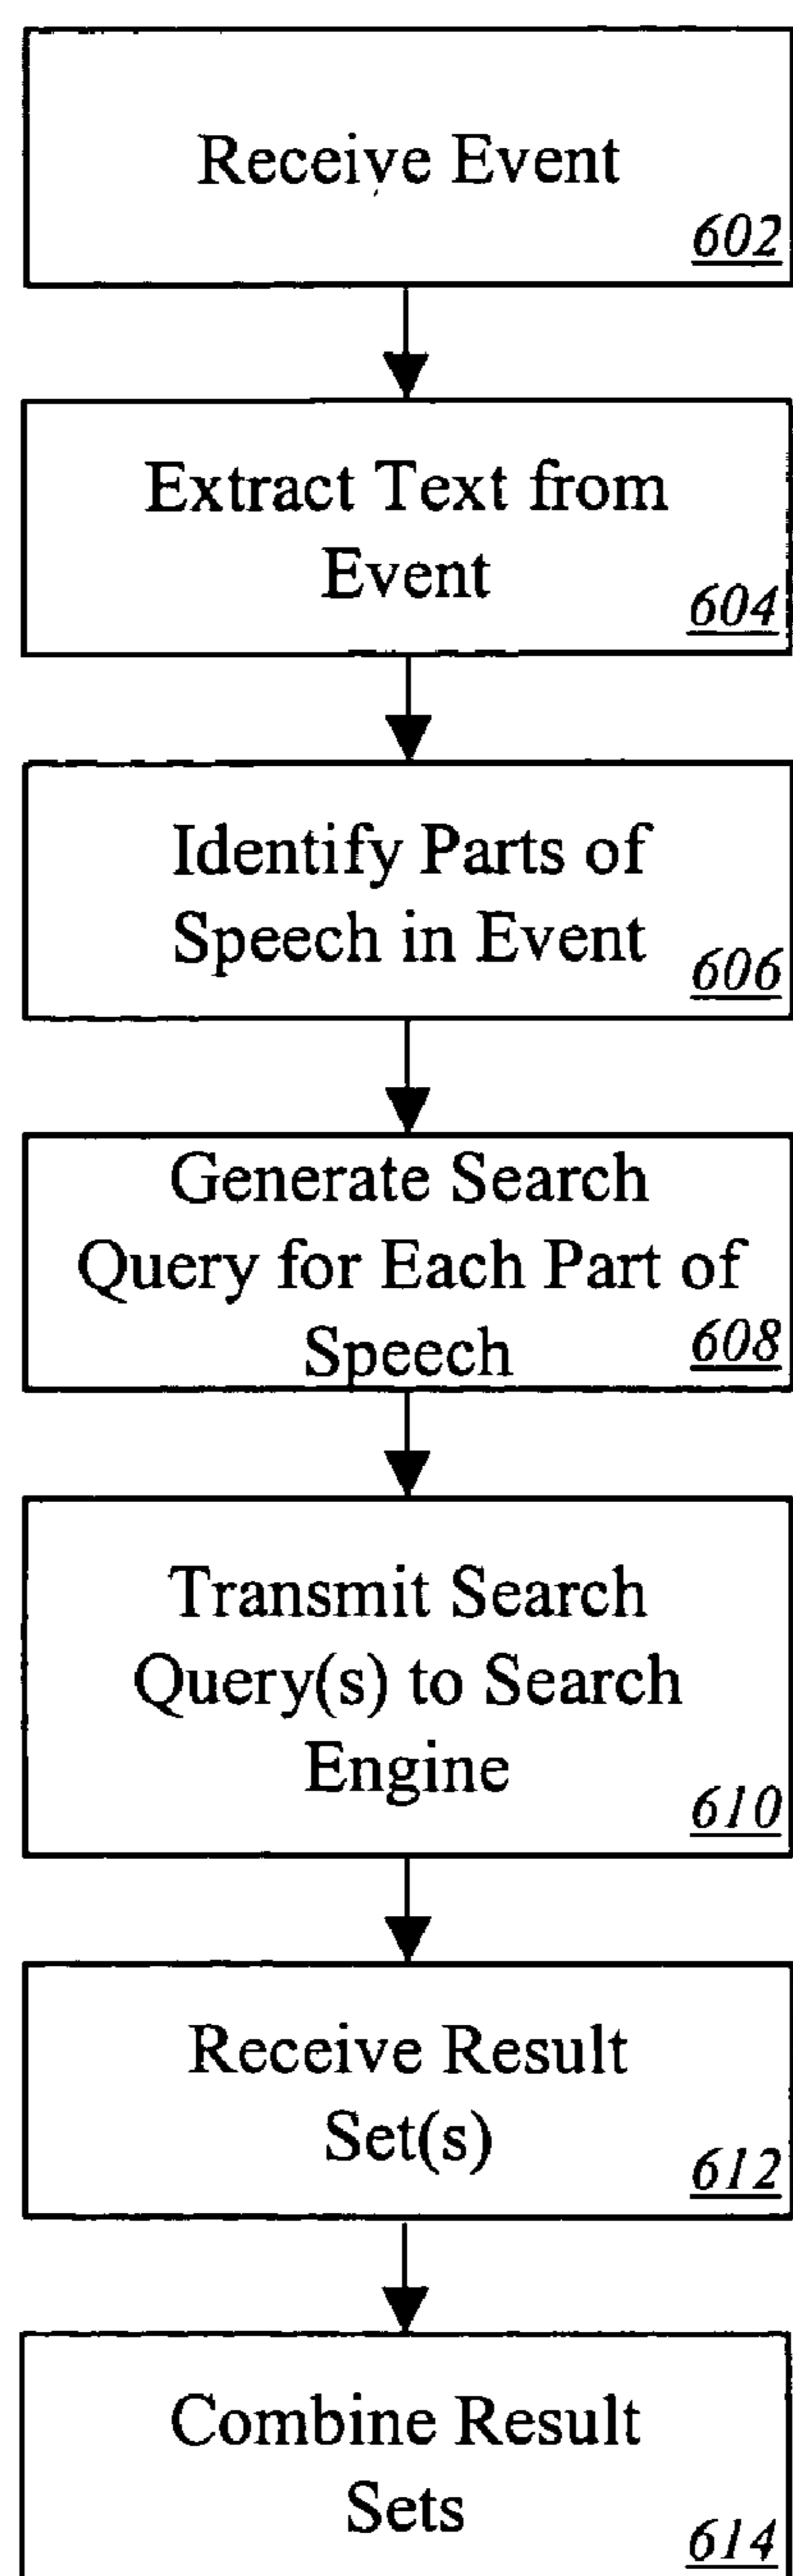 Receive Event
602
Extract Text from
Event
604
Identify Parts of
Speech in Event
606
Generate Search
Query for Each Part of
Speech
608
Transmit Search
Query(s) to Search
Engine
610
Receive Result
Set(s)
612
Combine Result
Sets
614